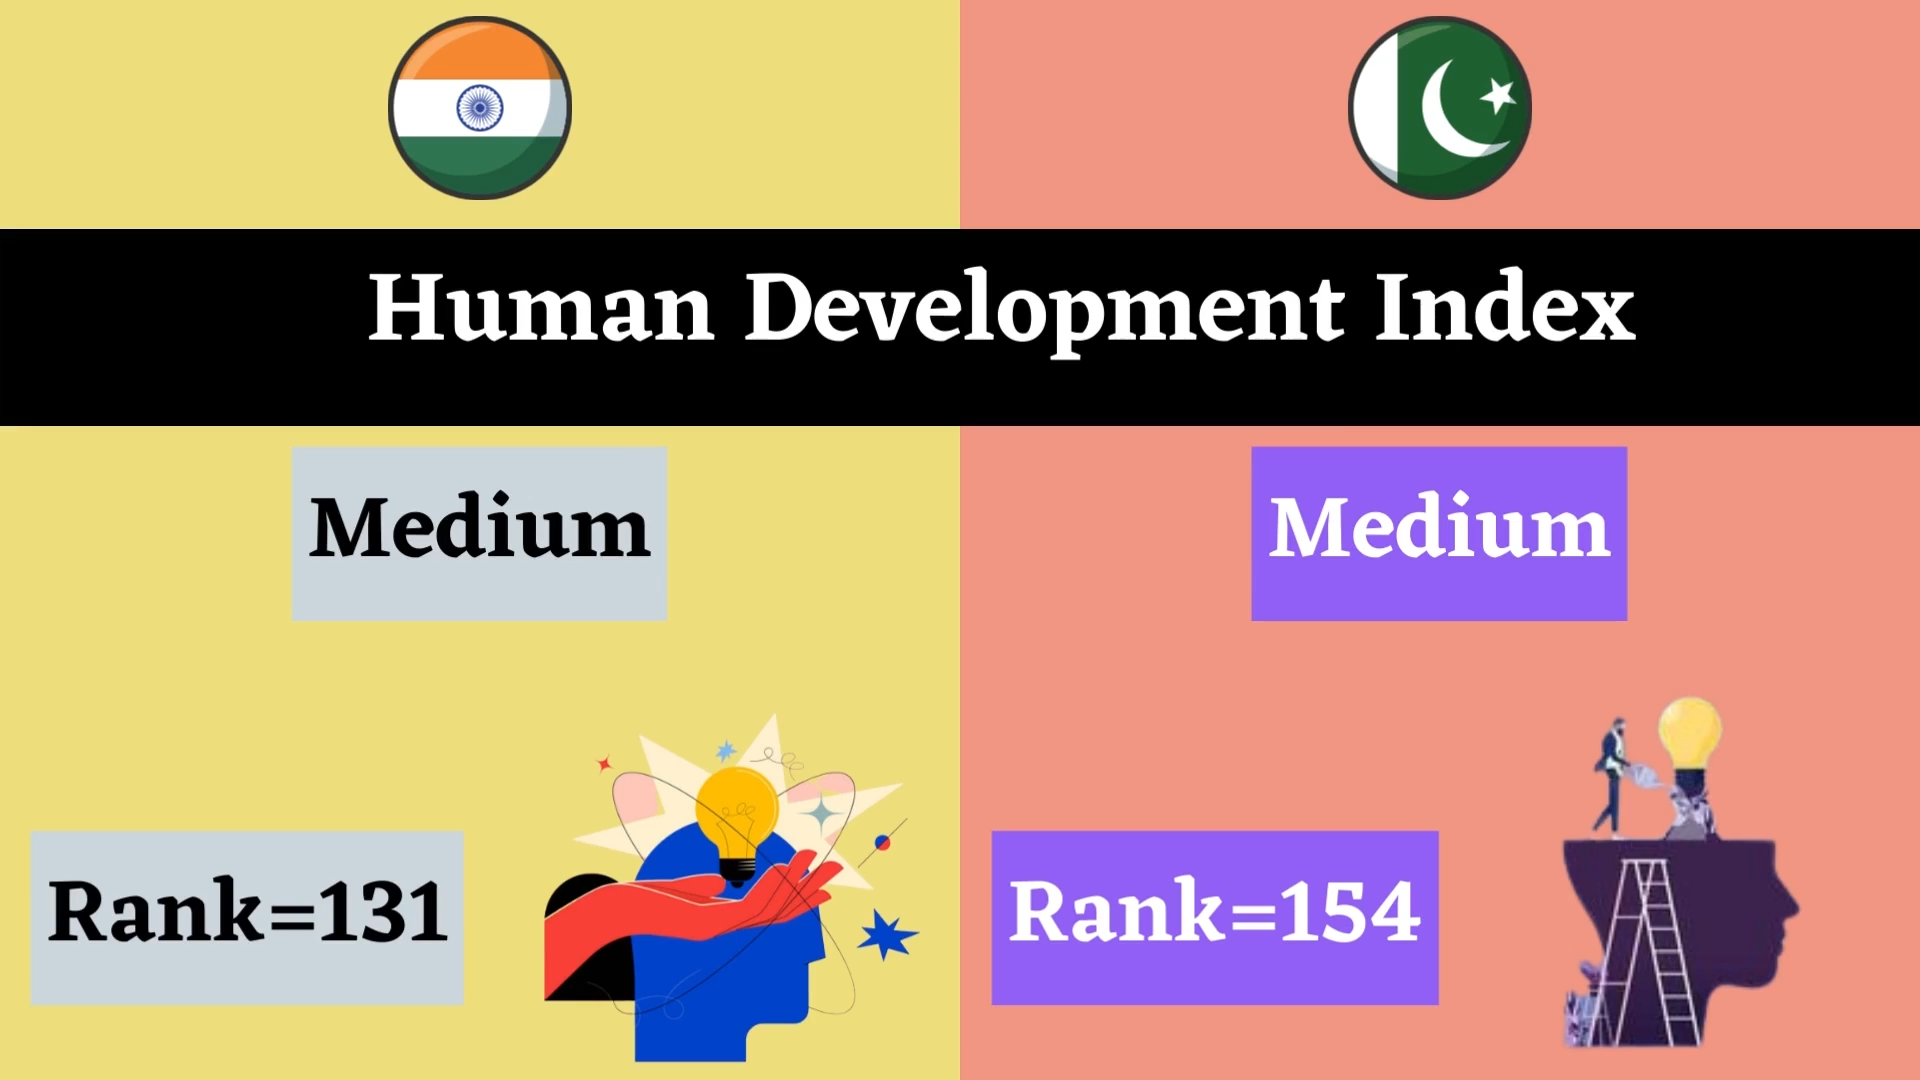 Human Development Index
Medium
Medium
Rank=131
Rank=154